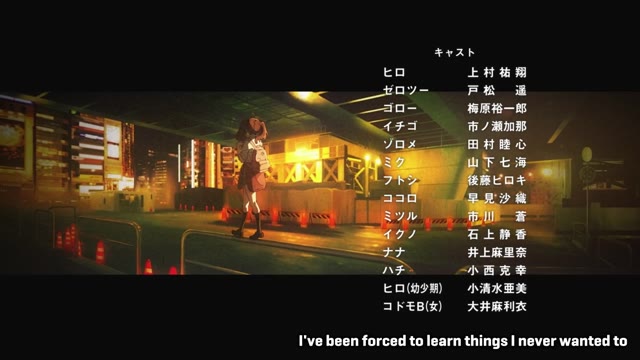 キャスト
ヒロ 上村祐翔
ゼロツー 戸松 遥
ゴロー 梅原裕一郎
イチゴ 市ノ瀬加那
ゾロメ 田村睦心
ミク 山下七海
フトシ 後藤ヒロキ
ココロ 早見沙織
ミツル 市川 蒼
イクノ 石上静香
ナナ 井上麻里奈
ハチ 小西克幸
ヒロ(幼少期) 小清水亜美
コドモB(女) 大井麻利衣
I've been forced to learn things I never wanted to